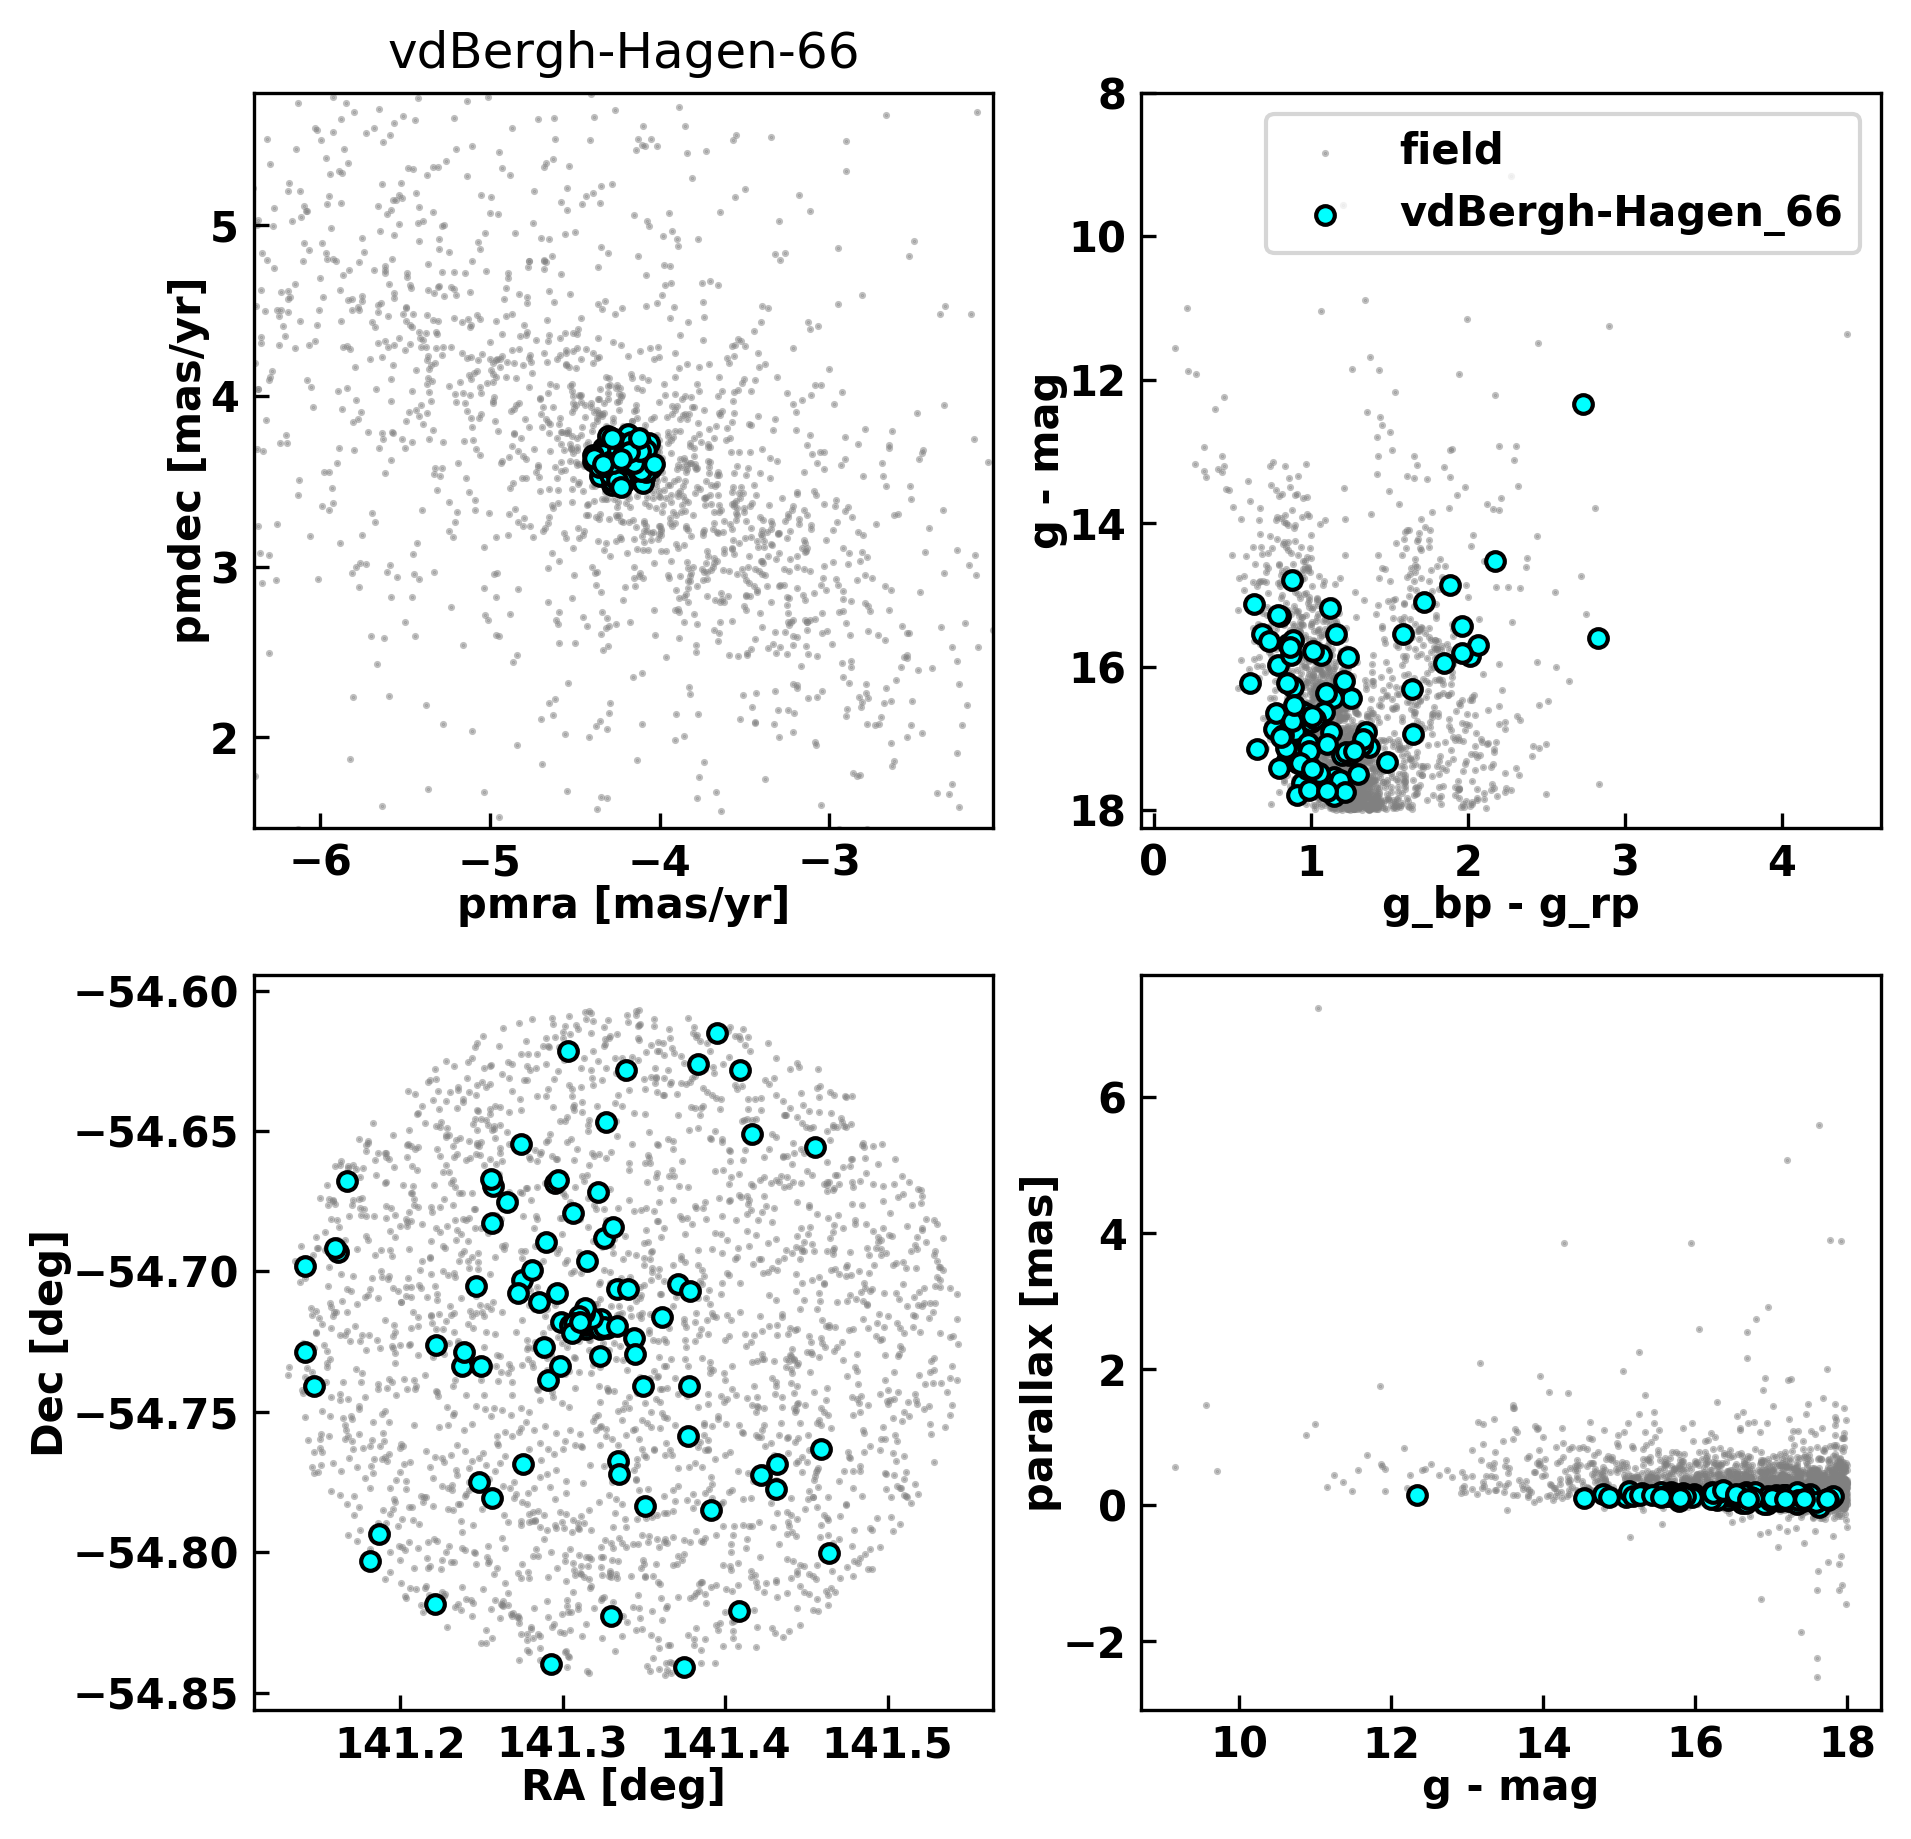 vdBergh-Hagen-66
5
4
3
2
pmdec [mas/yr]
−6 −5 −4 −3
pmra [mas/yr]
8
10
12
14
16
18
g - mag
field
vdBergh-Hagen_66
0 1 2 3 4
g_bp - g_rp
−54.60
−54.65
−54.70
−54.75
−54.80
−54.85
Dec [deg]
141.2 141.3 141.4 141.5
RA [deg]
6
4
2
0
−2
parallax [mas]
10 12 14 16 18
g - mag